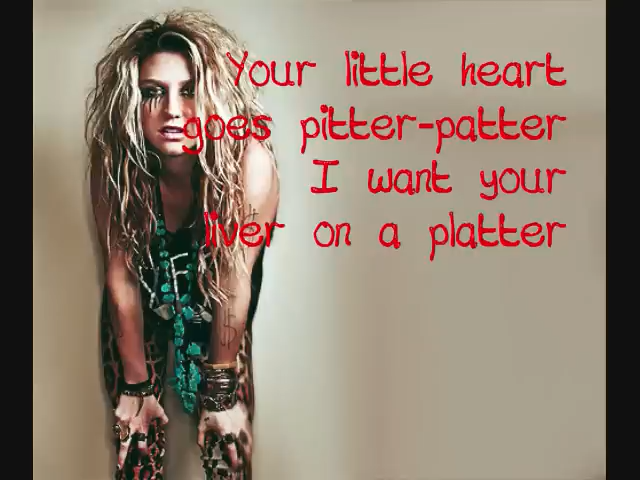 Your little heart
goes pitter-patter
I want your
liver on a platter